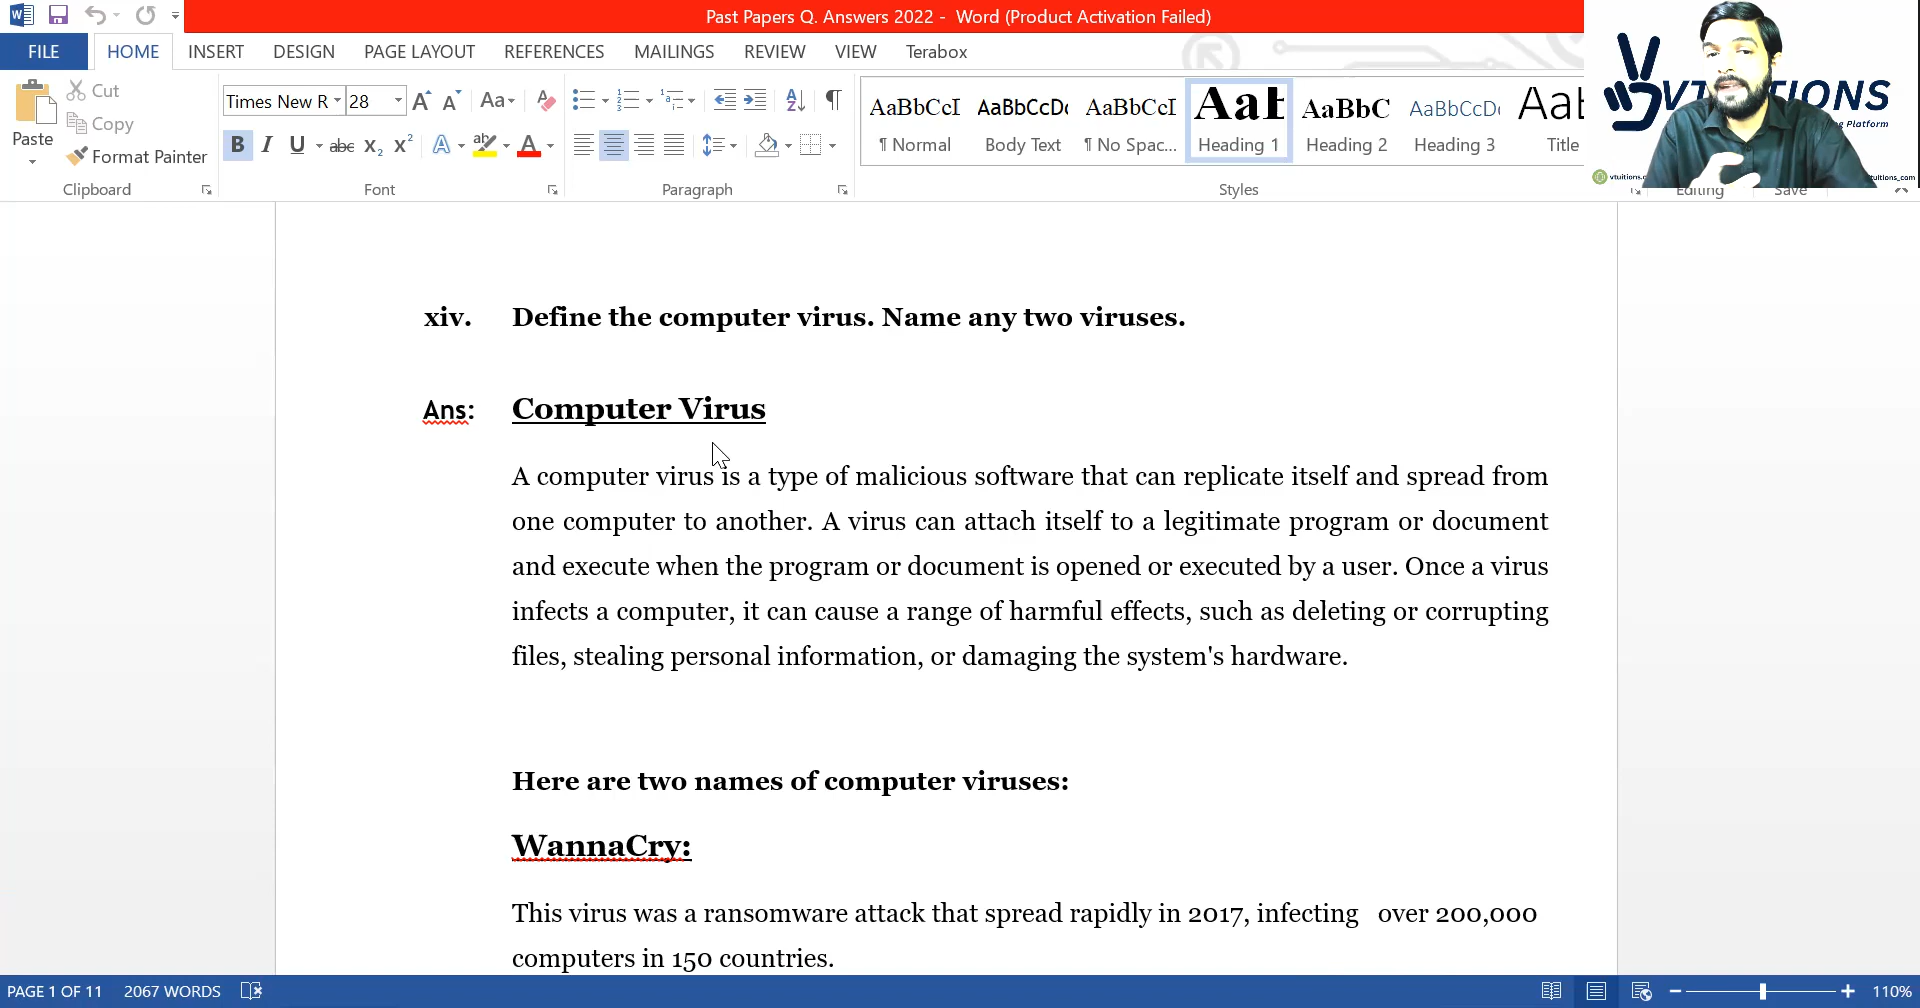 Past Papers Q. Answers 2022 - Word (Product Activation Failed)
FILE HOME INSERT DESIGN PAGE LAYOUT REFERENCES MAILINGS REVIEW VIEW Terabox
Paste
Cut
Copy
Format Painter
Clipboard
Times New R 28
Font
Paragraph
AaBbCcI AaBbCcDc AaBbCcI AaB AaBbC AaBbCcDc Aab
¶ Normal Body Text ¶ No Spac... Heading 1 Heading 2 Heading 3 Title
Styles
Editing
Save
VTUITIONS
Platform
xiv. Define the computer virus. Name any two viruses.
Ans: Computer Virus
A computer virus is a type of malicious software that can replicate itself and spread from
one computer to another. A virus can attach itself to a legitimate program or document
and execute when the program or document is opened or executed by a user. Once a virus
infects a computer, it can cause a range of harmful effects, such as deleting or corrupting
files, stealing personal information, or damaging the system's hardware.
Here are two names of computer viruses:
WannaCry:
This virus was a ransomware attack that spread rapidly in 2017, infecting over 200,000
computers in 150 countries.
PAGE 1 OF 11 2067 WORDS 110%